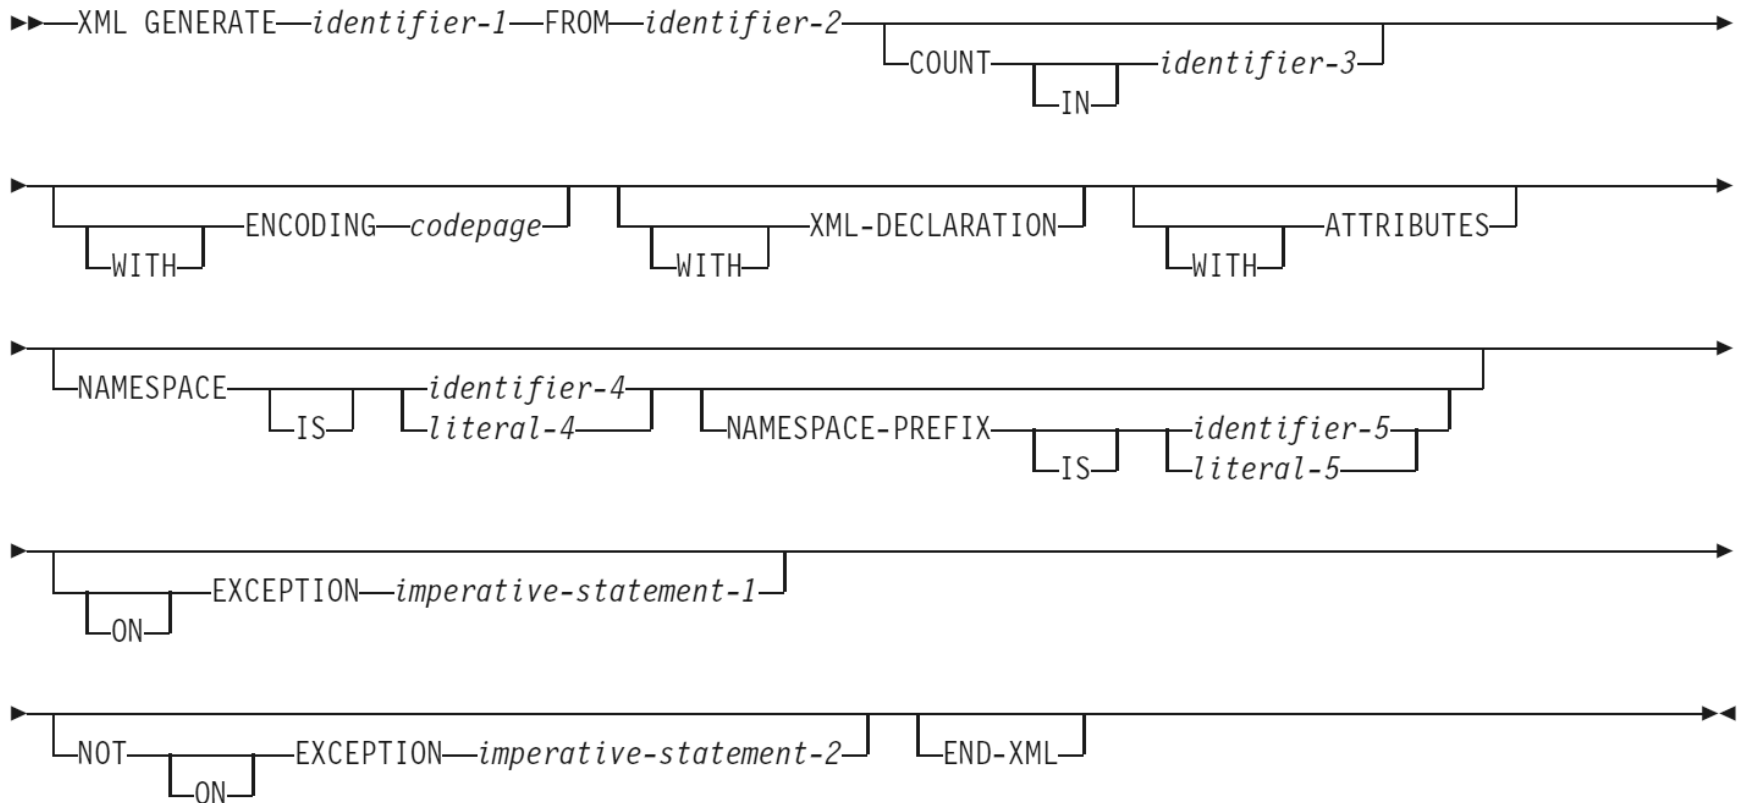 XML GENERATE identifier-1 FROM identifier-2
COUNT identifier-3
IN
ENCODING codepage XML-DECLARATION ATTRIBUTES
WITH WITH WITH
NAMESPACE identifier-4
IS literal-4 NAMESPACE-PREFIX identifier-5
IS literal-5
EXCEPTION imperative-statement-1
ON
NOT EXCEPTION imperative-statement-2 END-XML
ON